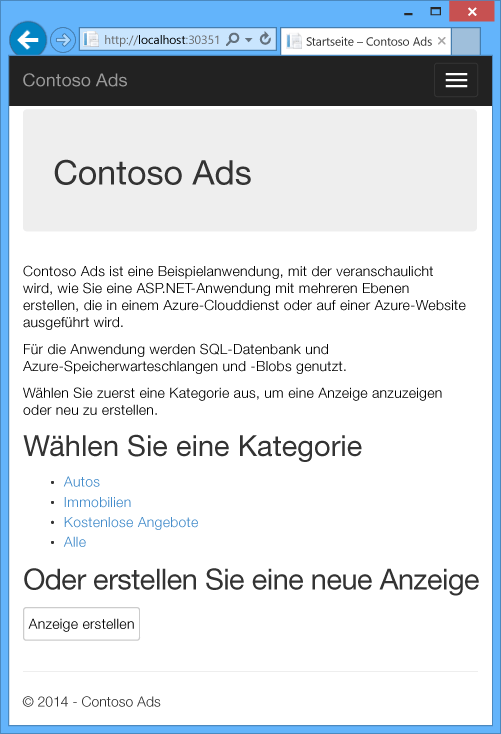 http://localhost:30351
Startseite – Contoso Ads
Contoso Ads
Contoso Ads
Contoso Ads ist eine Beispielanwendung, mit der veranschaulicht
wird, wie Sie eine ASP.NET-Anwendung mit mehreren Ebenen
erstellen, die in einem Azure-Clouddienst oder auf einer Azure-Website
ausgeführt wird.
Für die Anwendung werden SQL-Datenbank und
Azure-Speicherwarteschlangen und -Blobs genutzt.
Wählen Sie zuerst eine Kategorie aus, um eine Anzeige anzuzeigen
oder neu zu erstellen.
Wählen Sie eine Kategorie
Autos
Immobilien
Kostenlose Angebote
Alle
Oder erstellen Sie eine neue Anzeige
Anzeige erstellen
© 2014 - Contoso Ads